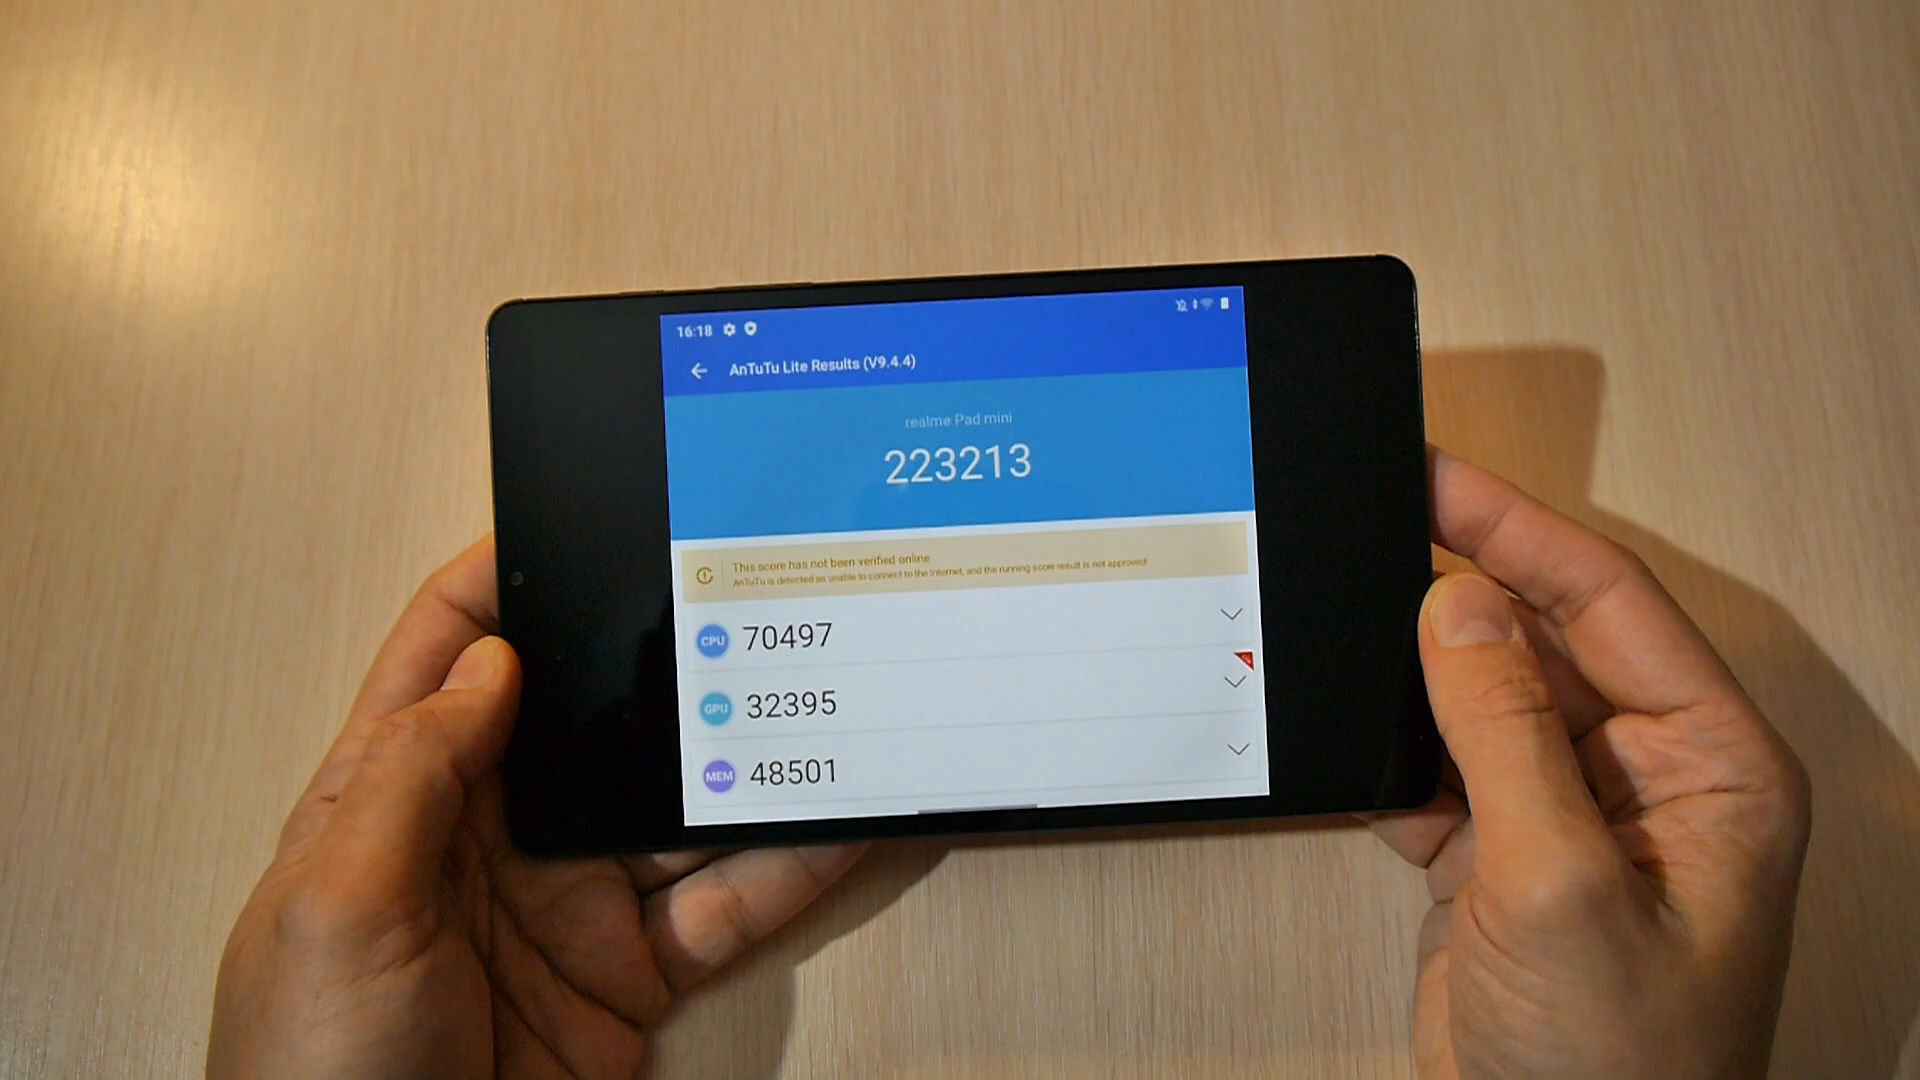 16:18
AnTuTu Lite Results (V9.4.4)
realme Pad mini
223213
This score has not been verified online
AnTuTu is detected as unable to connect to the Internet, and the running score result is not approved!
CPU 70497
GPU 32395
MEM 48501